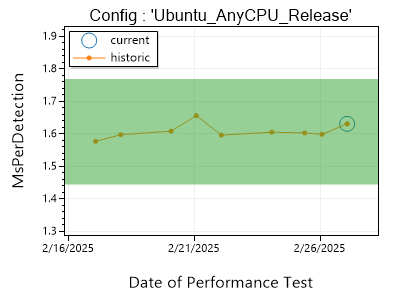 Config : 'Ubuntu_AnyCPU_Release'
current
historic
MsPerDetection
1.9
1.8
1.7
1.6
1.5
1.4
1.3
2/16/2025
2/21/2025
2/26/2025
Date of Performance Test